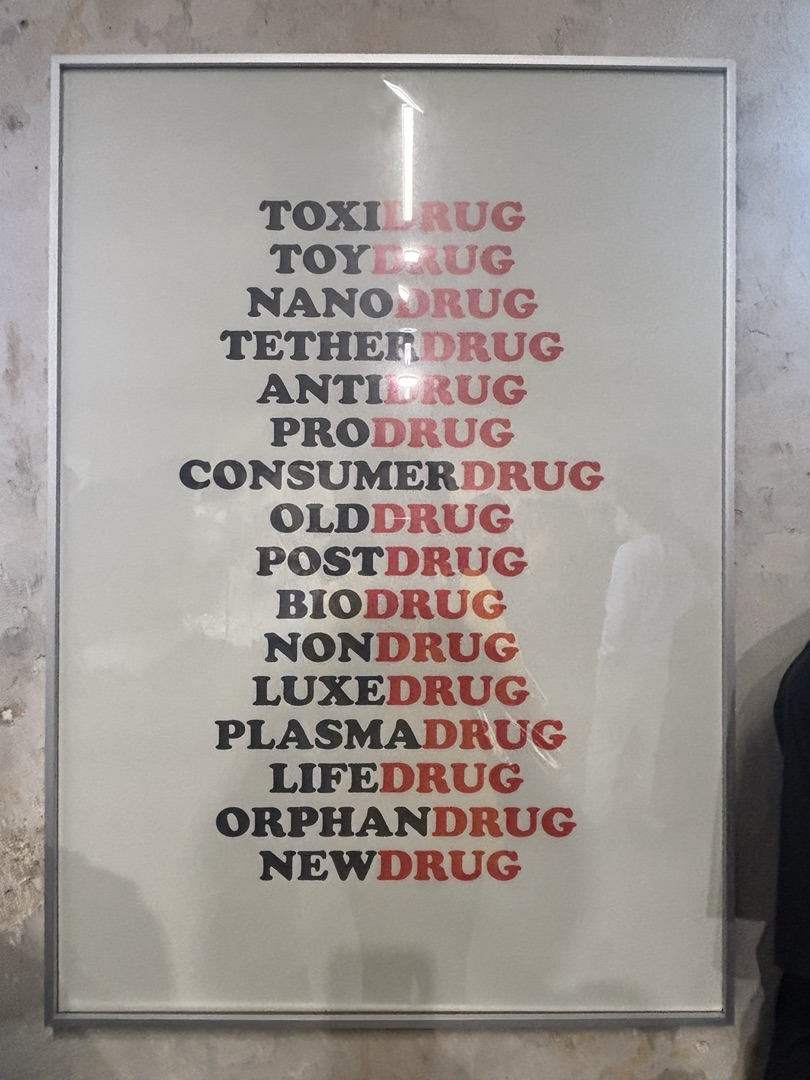 TOXIDRUG
TOYDRUG
NANODRUG
TETHERDRUG
ANTIDRUG
PRODRUG
CONSUMERDRUG
OLDDRUG
POSTDRUG
BIODRUG
NONDRUG
LUXEDRUG
PLASMADRUG
LIFEDRUG
ORPHANDRUG
NEWDRUG